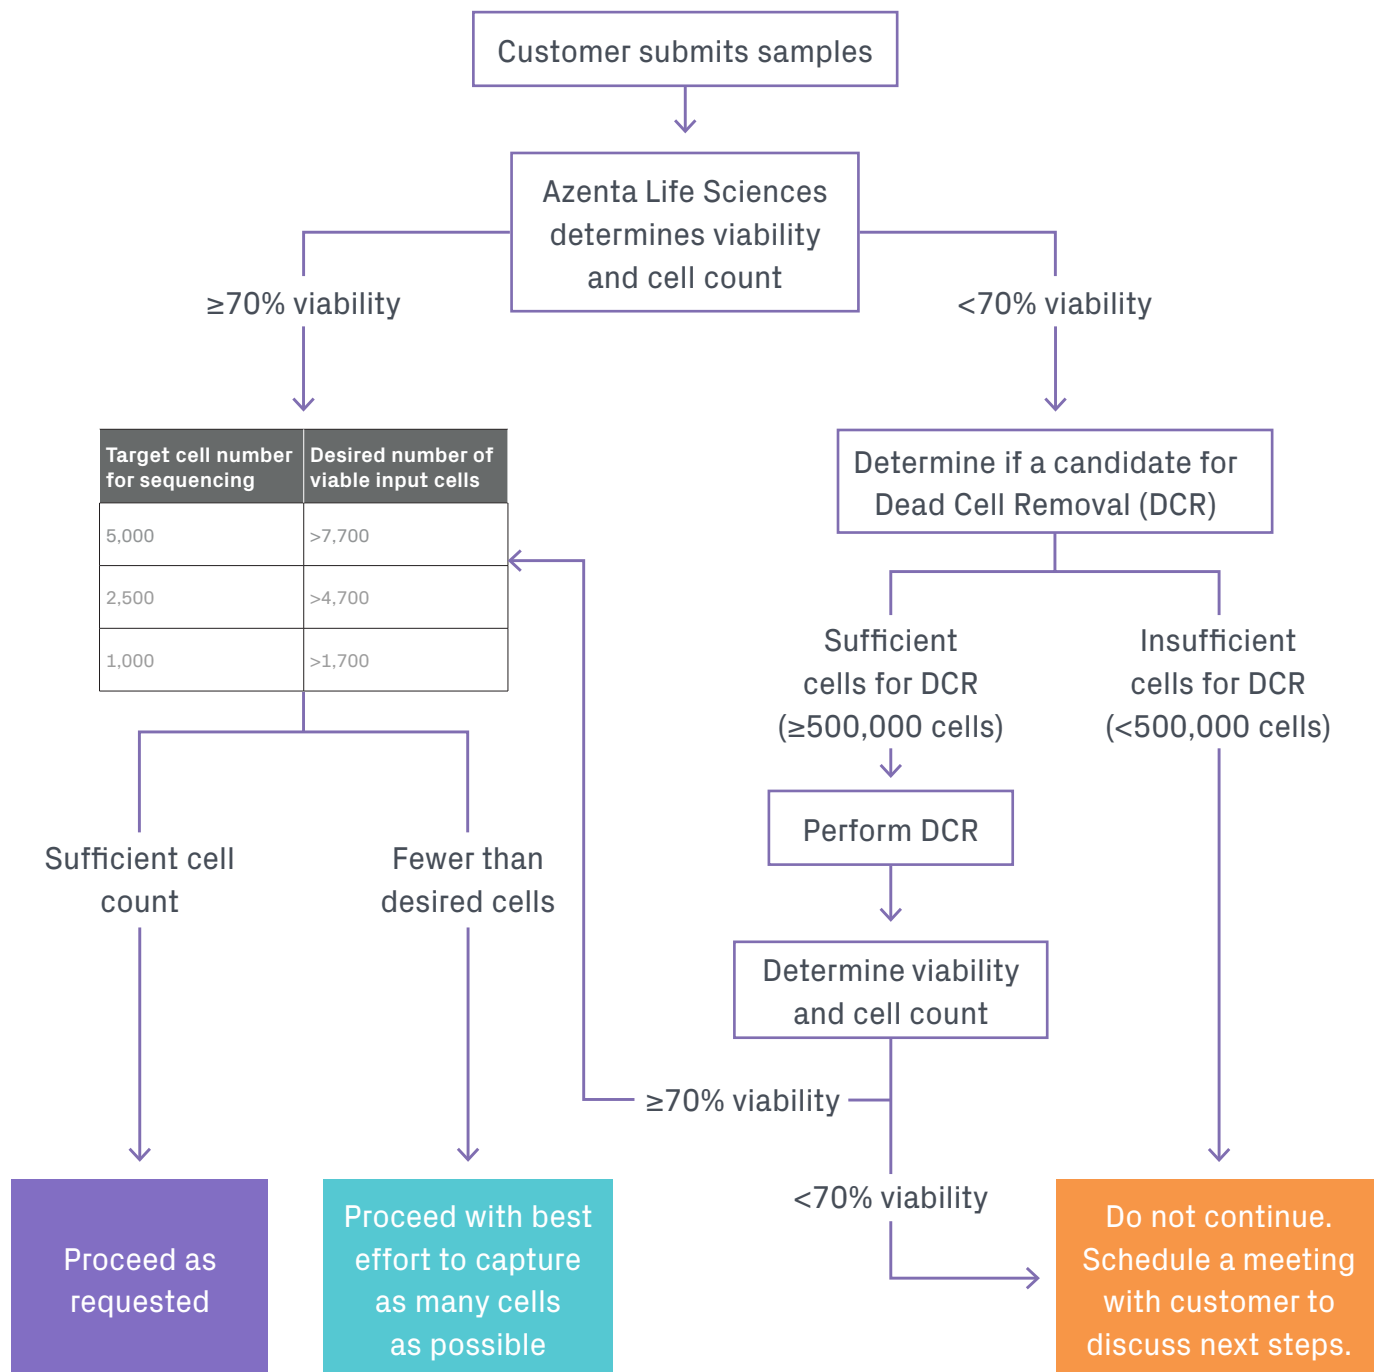 Customer submits samples
Azenta Life Sciences
determines viability
and cell count
≥70% viability
<70% viability
Target cell number
for sequencing
Desired number of
viable input cells
5,000
>7,700
2,500
>4,700
1,000
>1,700
Determine if a candidate for
Dead Cell Removal (DCR)
Sufficient
cells for DCR
(≥500,000 cells)
Insufficient
cells for DCR
(<500,000 cells)
Perform DCR
Sufficient cell
count
Fewer than
desired cells
Determine viability
and cell count
≥70% viability
<70% viability
Proceed as
requested
Proceed with best
effort to capture
as many cells
as possible
Do not continue.
Schedule a meeting
with customer to
discuss next steps.